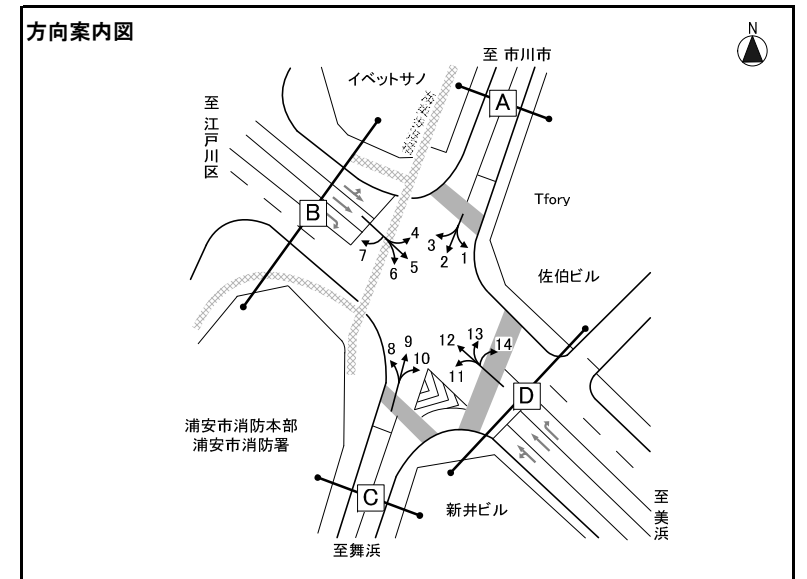 方向案内図
N
至 市川市
イベットサノ
A
至
江
戸
川
区
B
Tfory
4
3
7
5
6
2
1
佐伯ビル
12
13
14
8
9
10
11
D
浦安市消防本部
浦安市消防署
C
新井ビル
至
美
浜
至舞浜